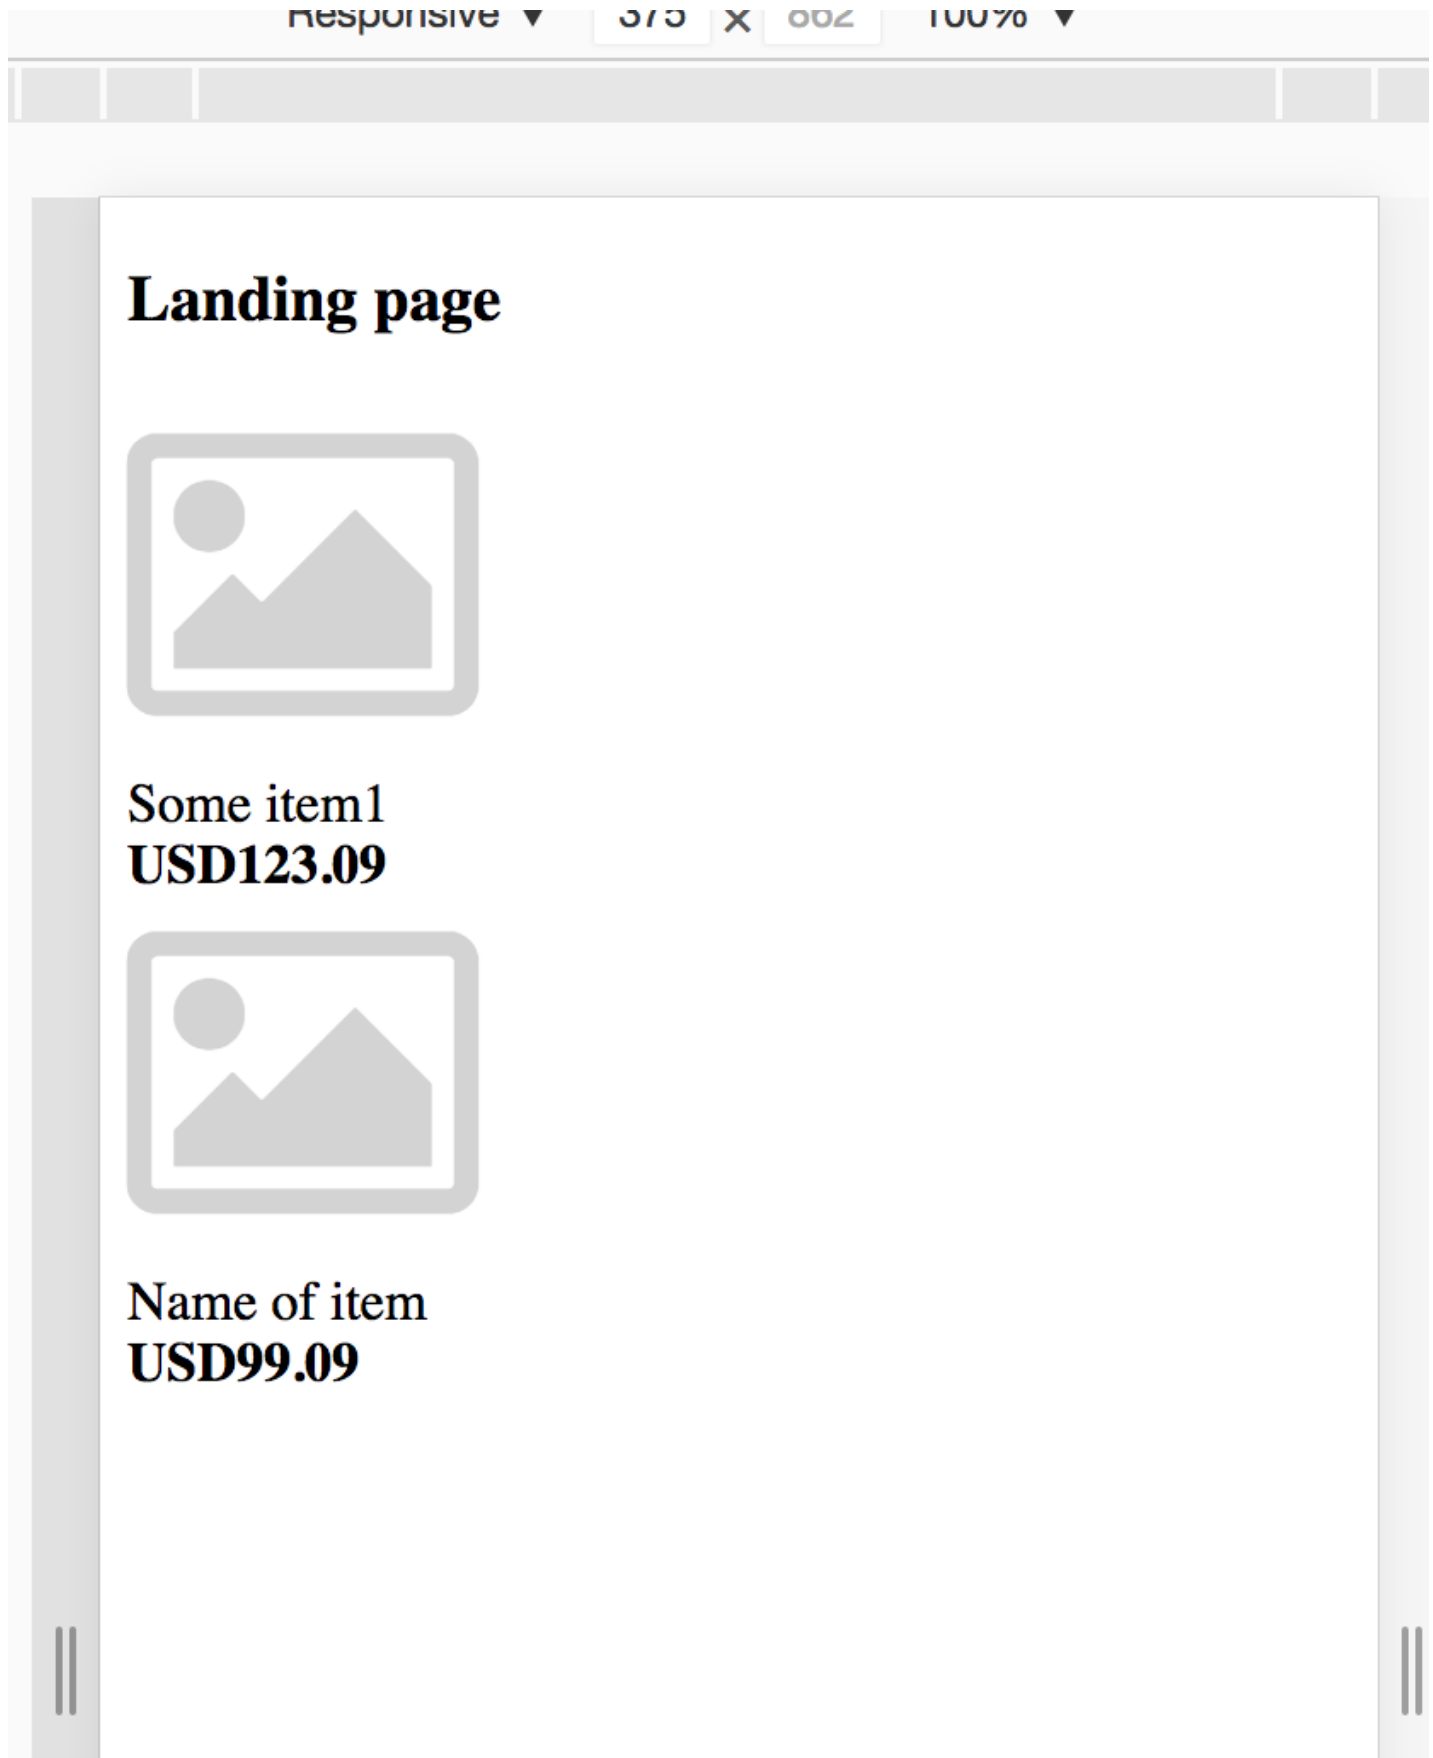 Responsive ▼ 375 × 862 100% ▼
Landing page
Some item1
USD123.09
Name of item
USD99.09